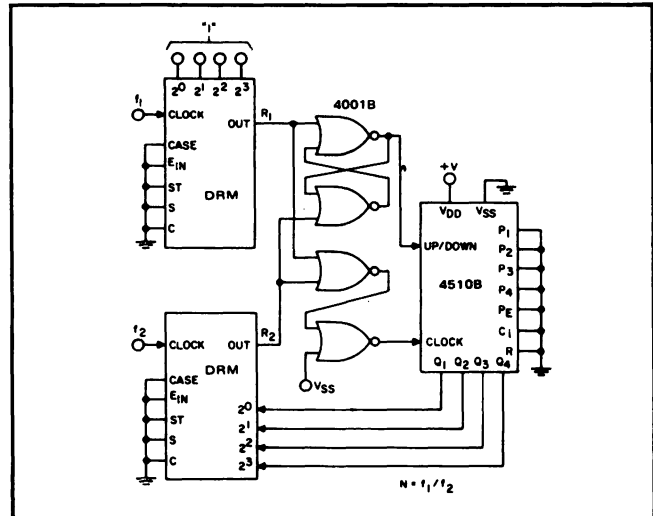 "1"
2⁰ 2¹ 2² 2³
f₁
CLOCK
OUT
R₁
CASE
E_IN
ST
S
C
DRM
4001B
+V
V_DD V_SS
UP/DOWN
4510B
P₁
P₂
P₃
P₄
P_E
C_i
R
CLOCK
Q₁ Q₂ Q₃ Q₄
V_SS
f₂
CLOCK
OUT
R₂
CASE
E_IN
ST
S
C
DRM
2⁰
2¹
2²
2³
N = f₁/f₂